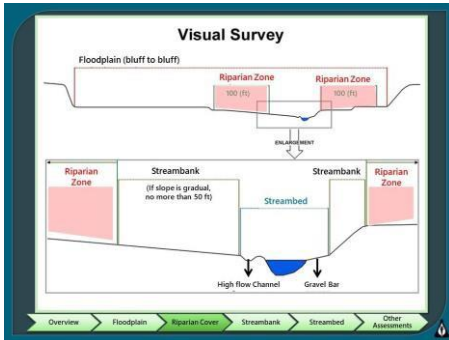 Visual Survey
Floodplain (bluff to bluff)
Riparian Zone
Riparian Zone
100 (ft)
100 (ft)
ENLARGEMENT
Riparian
Zone
Streambank
(If slope is gradual,
no more than 50 ft)
Streambed
Streambank
Riparian
Zone
High flow Channel
Gravel Bar
Overview
Floodplain
Riparian Cover
Streambank
Streambed
Other
Assessments